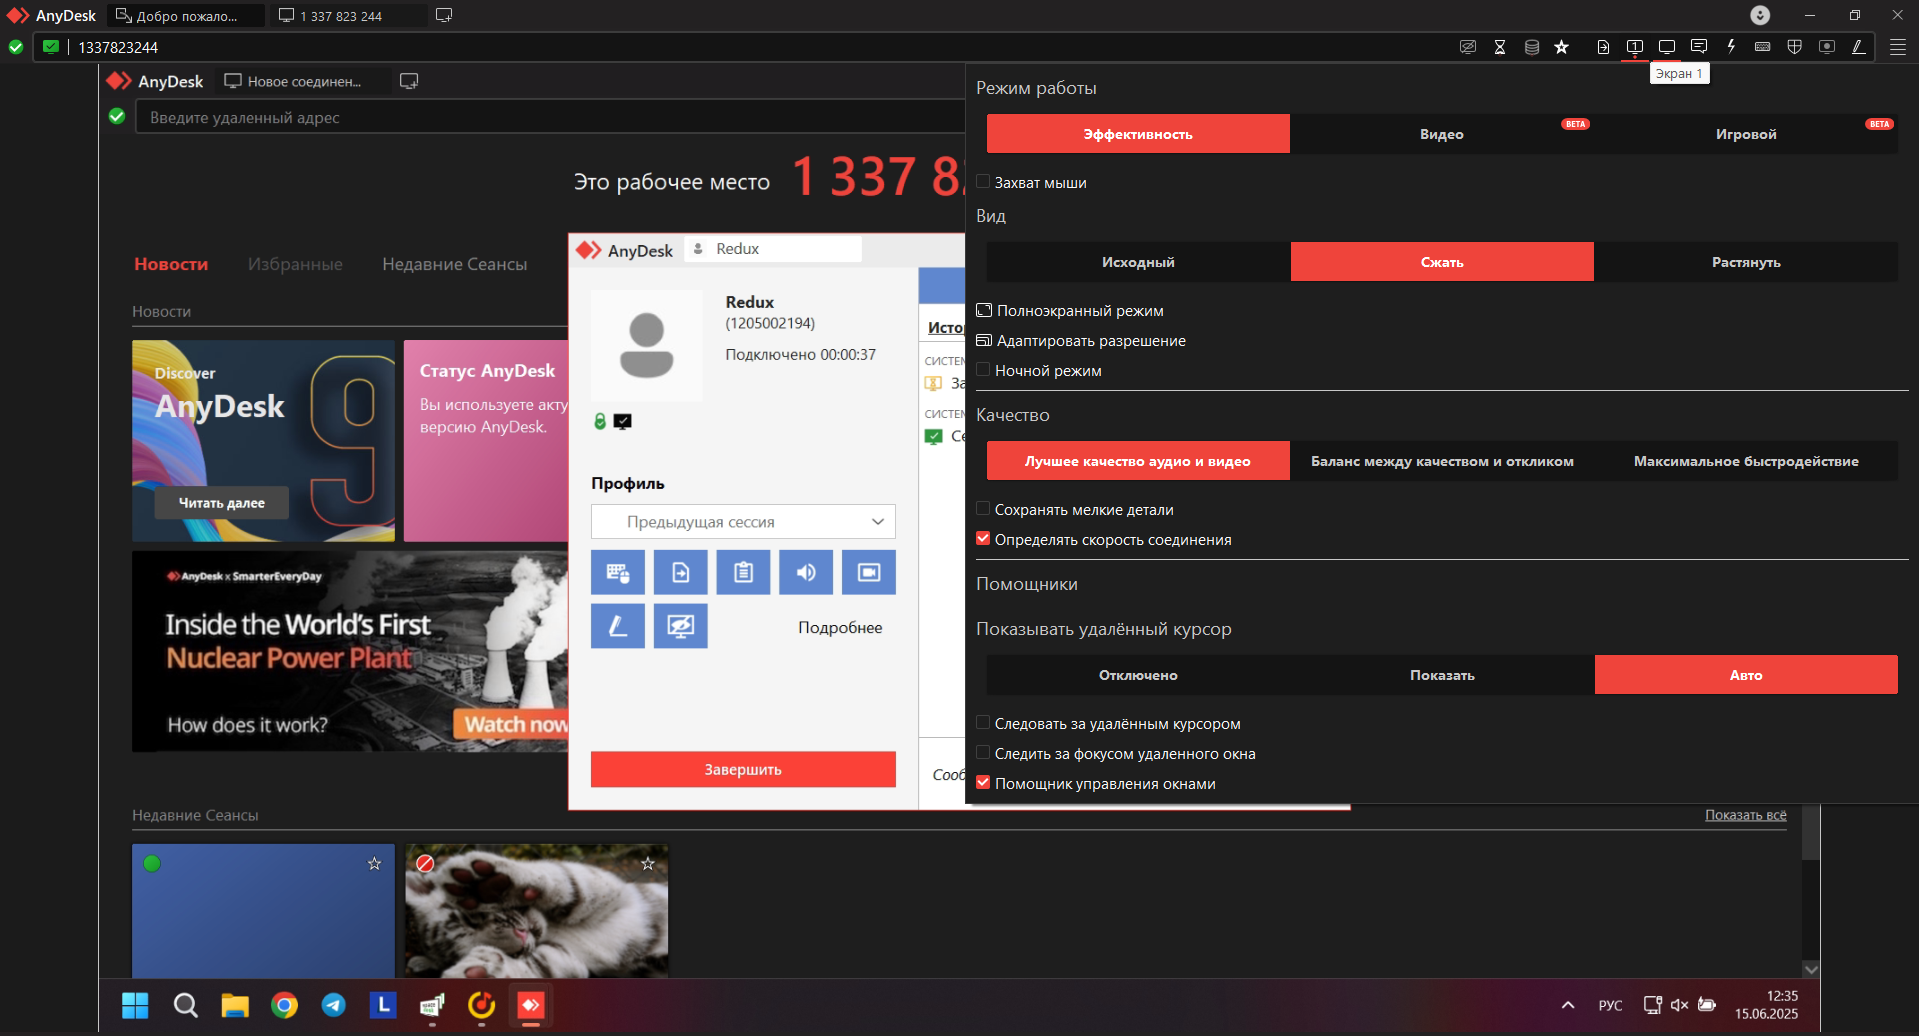 AnyDesk
Добро пожало...
1 337 823 244
1337823244
1
Экран 1
AnyDesk
Новое соединен...
Введите удаленный адрес
Это рабочее место
1 337 8
Новости
Избранные
Недавние Сеансы
Новости
Discover
AnyDesk
9
Читать далее
Статус AnyDesk
Вы используете акту
версию AnyDesk.
AnyDesk x SmarterEveryDay
Inside the World's First
Nuclear Power Plant
How does it work?
Watch now
Недавние Сеансы
Показать всё
AnyDesk
Redux
Redux
(1205002194)
Подключено 00:00:37
Профиль
Предыдущая сессия
Подробнее
Завершить
Исто
СИСТЕМ
За
СИСТЕМ
Се
Сооб
Режим работы
Эффективность
Видео
BETA
Игровой
BETA
Захват мыши
Вид
Исходный
Сжать
Растянуть
Полноэкранный режим
Адаптировать разрешение
Ночной режим
Качество
Лучшее качество аудио и видео
Баланс между качеством и откликом
Максимальное быстродействие
Сохранять мелкие детали
Определять скорость соединения
Помощники
Показывать удалённый курсор
Отключено
Показать
Авто
Следовать за удалённым курсором
Следить за фокусом удаленного окна
Помощник управления окнами
L
РУС
12:35
15.06.2025